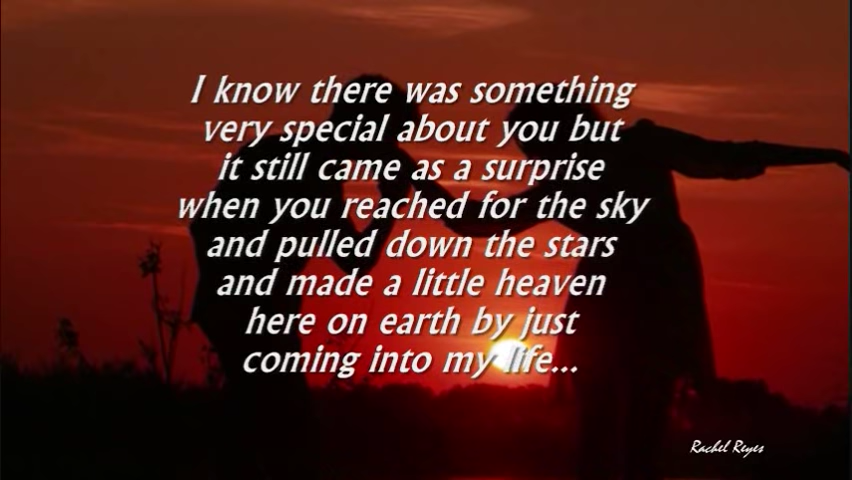 I know there was something
very special about you but
it still came as a surprise
when you reached for the sky
and pulled down the stars
and made a little heaven
here on earth by just
coming into my life...
Rachel Reyes